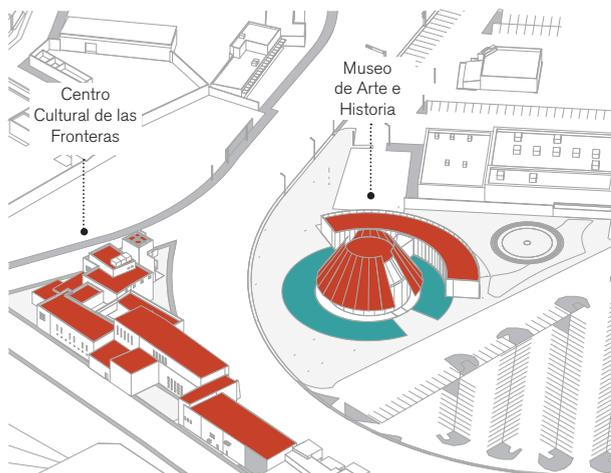 Centro
Cultural de las
Fronteras
Museo
de Arte e
Historia